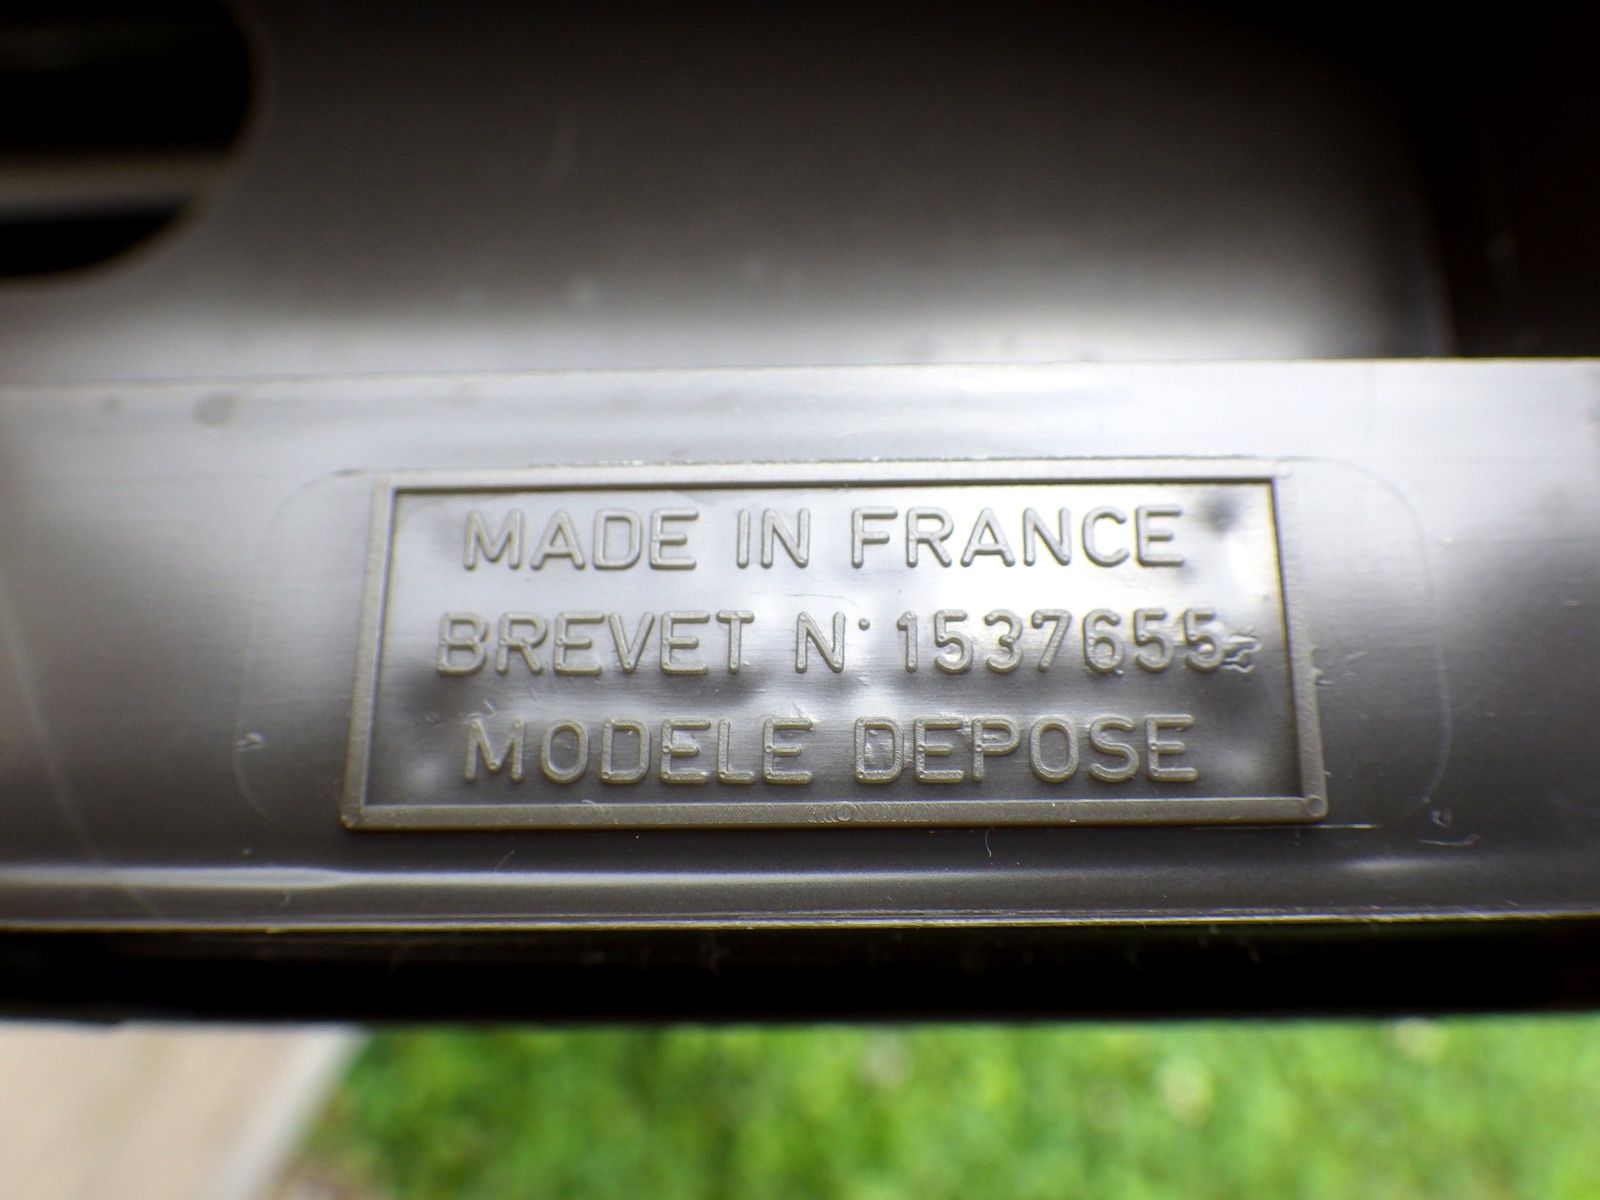 MADE IN FRANCE
BREVET N° 1537655
MODELE DEPOSE